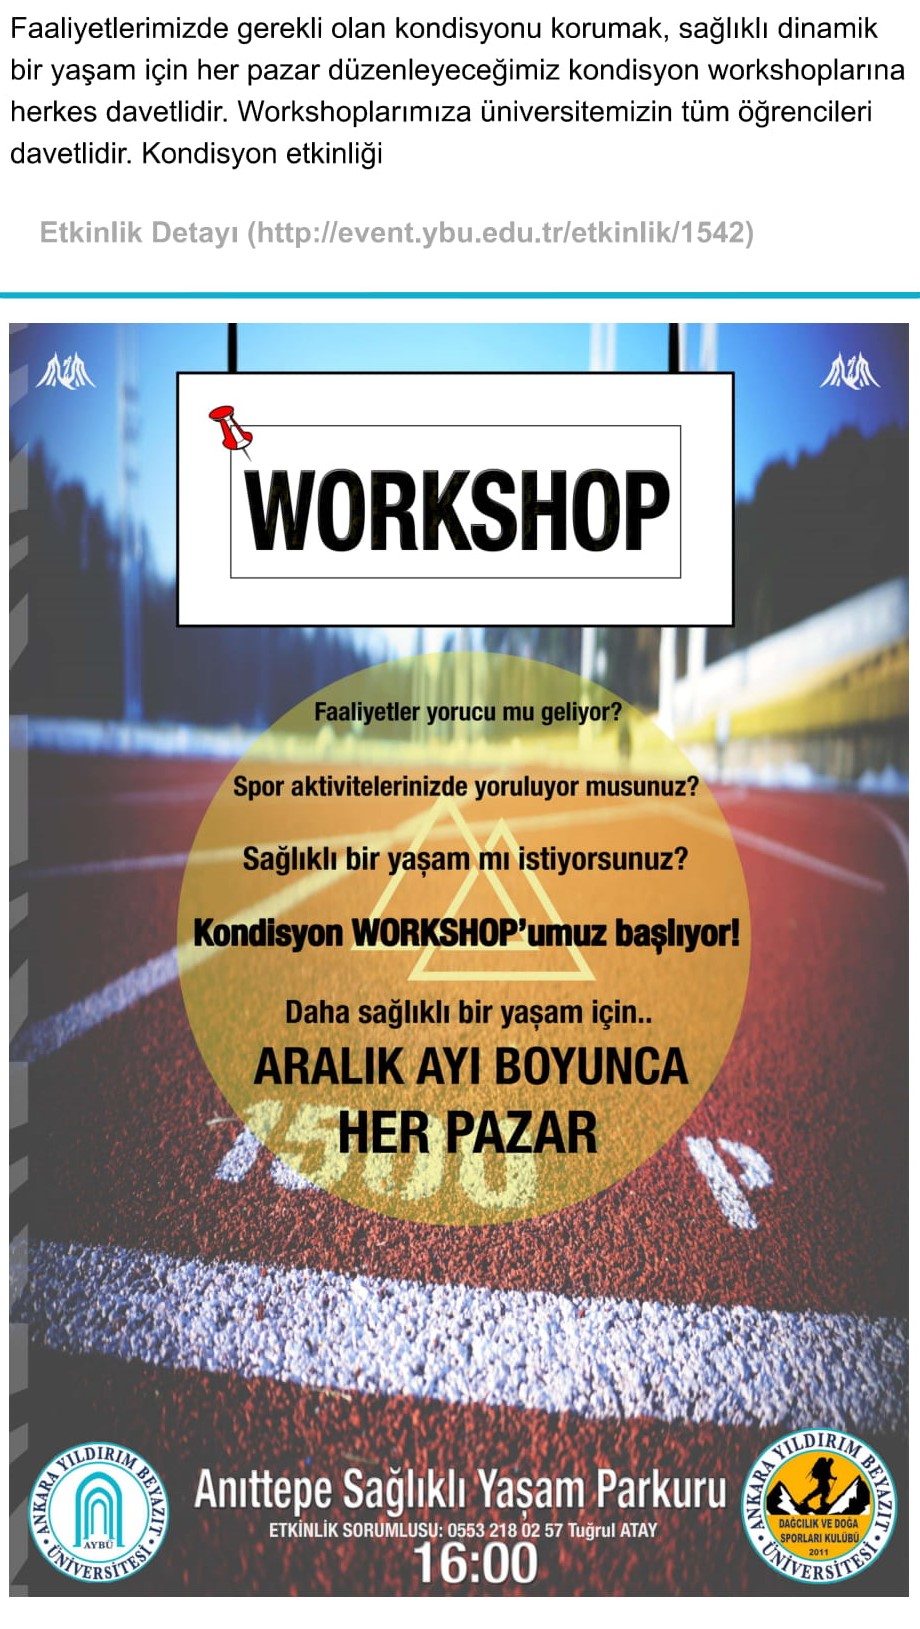 Faaliyetlerimizde gerekli olan kondisyonu korumak, sağlıklı dinamik
bir yaşam için her pazar düzenleyeceğimiz kondisyon workshoplarına
herkes davetlidir. Workshoplarımıza üniversitemizin tüm öğrencileri
davetlidir. Kondisyon etkinliği
Etkinlik Detayı (http://event.ybu.edu.tr/etkinlik/1542)
WORKSHOP
Faaliyetler yorucu mu geliyor?
Spor aktivitelerinizde yoruluyor musunuz?
Sağlıklı bir yaşam mı istiyorsunuz?
Kondisyon WORKSHOP'umuz başlıyor!
Daha sağlıklı bir yaşam için..
ARALIK AYI BOYUNCA
HER PAZAR
1500 P
Anıttepe Sağlıklı Yaşam Parkuru
ETKİNLİK SORUMLUSU: 0553 218 02 57 Tuğrul ATAY
16:00
ANKARA YILDIRIM BEYAZIT
AYBÜ
ÜNİVERSİTESİ
ANKARA YILDIRIM BEYAZIT
DAĞCILIK VE DOĞA
SPORLARI KULÜBÜ
2011
ÜNİVERSİTESİ